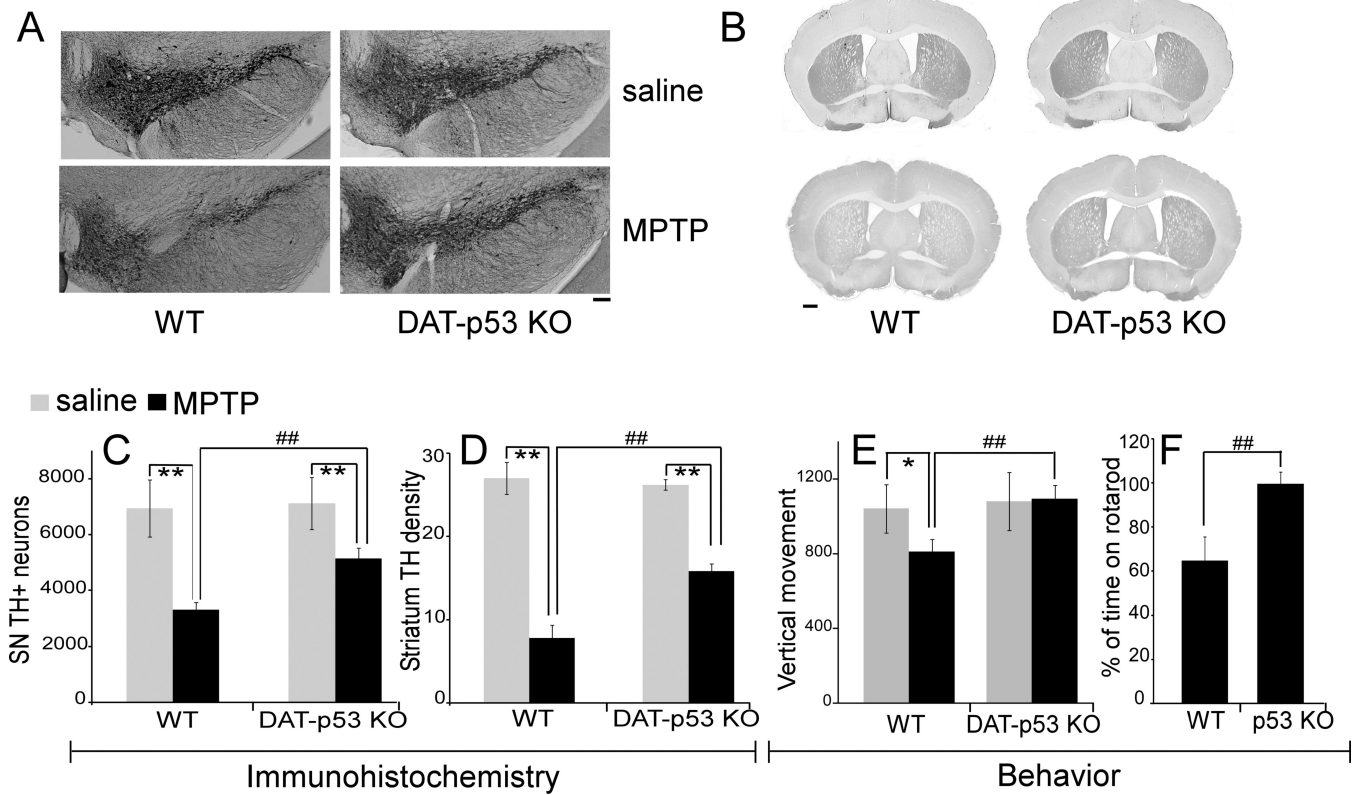 A
B
saline
MPTP
WT
DAT-p53 KO
WT
DAT-p53 KO
saline MPTP
C
SN TH+ neurons
8000
6000
4000
2000
0
**
**
##
WT
DAT-p53 KO
D
Striatum TH density
30
20
10
0
**
**
##
WT
DAT-p53 KO
E
Vertical movement
1200
800
400
0
*
##
WT
DAT-p53 KO
F
% of time on rotarod
120
100
80
60
40
20
0
##
WT
p53 KO
Immunohistochemistry
Behavior